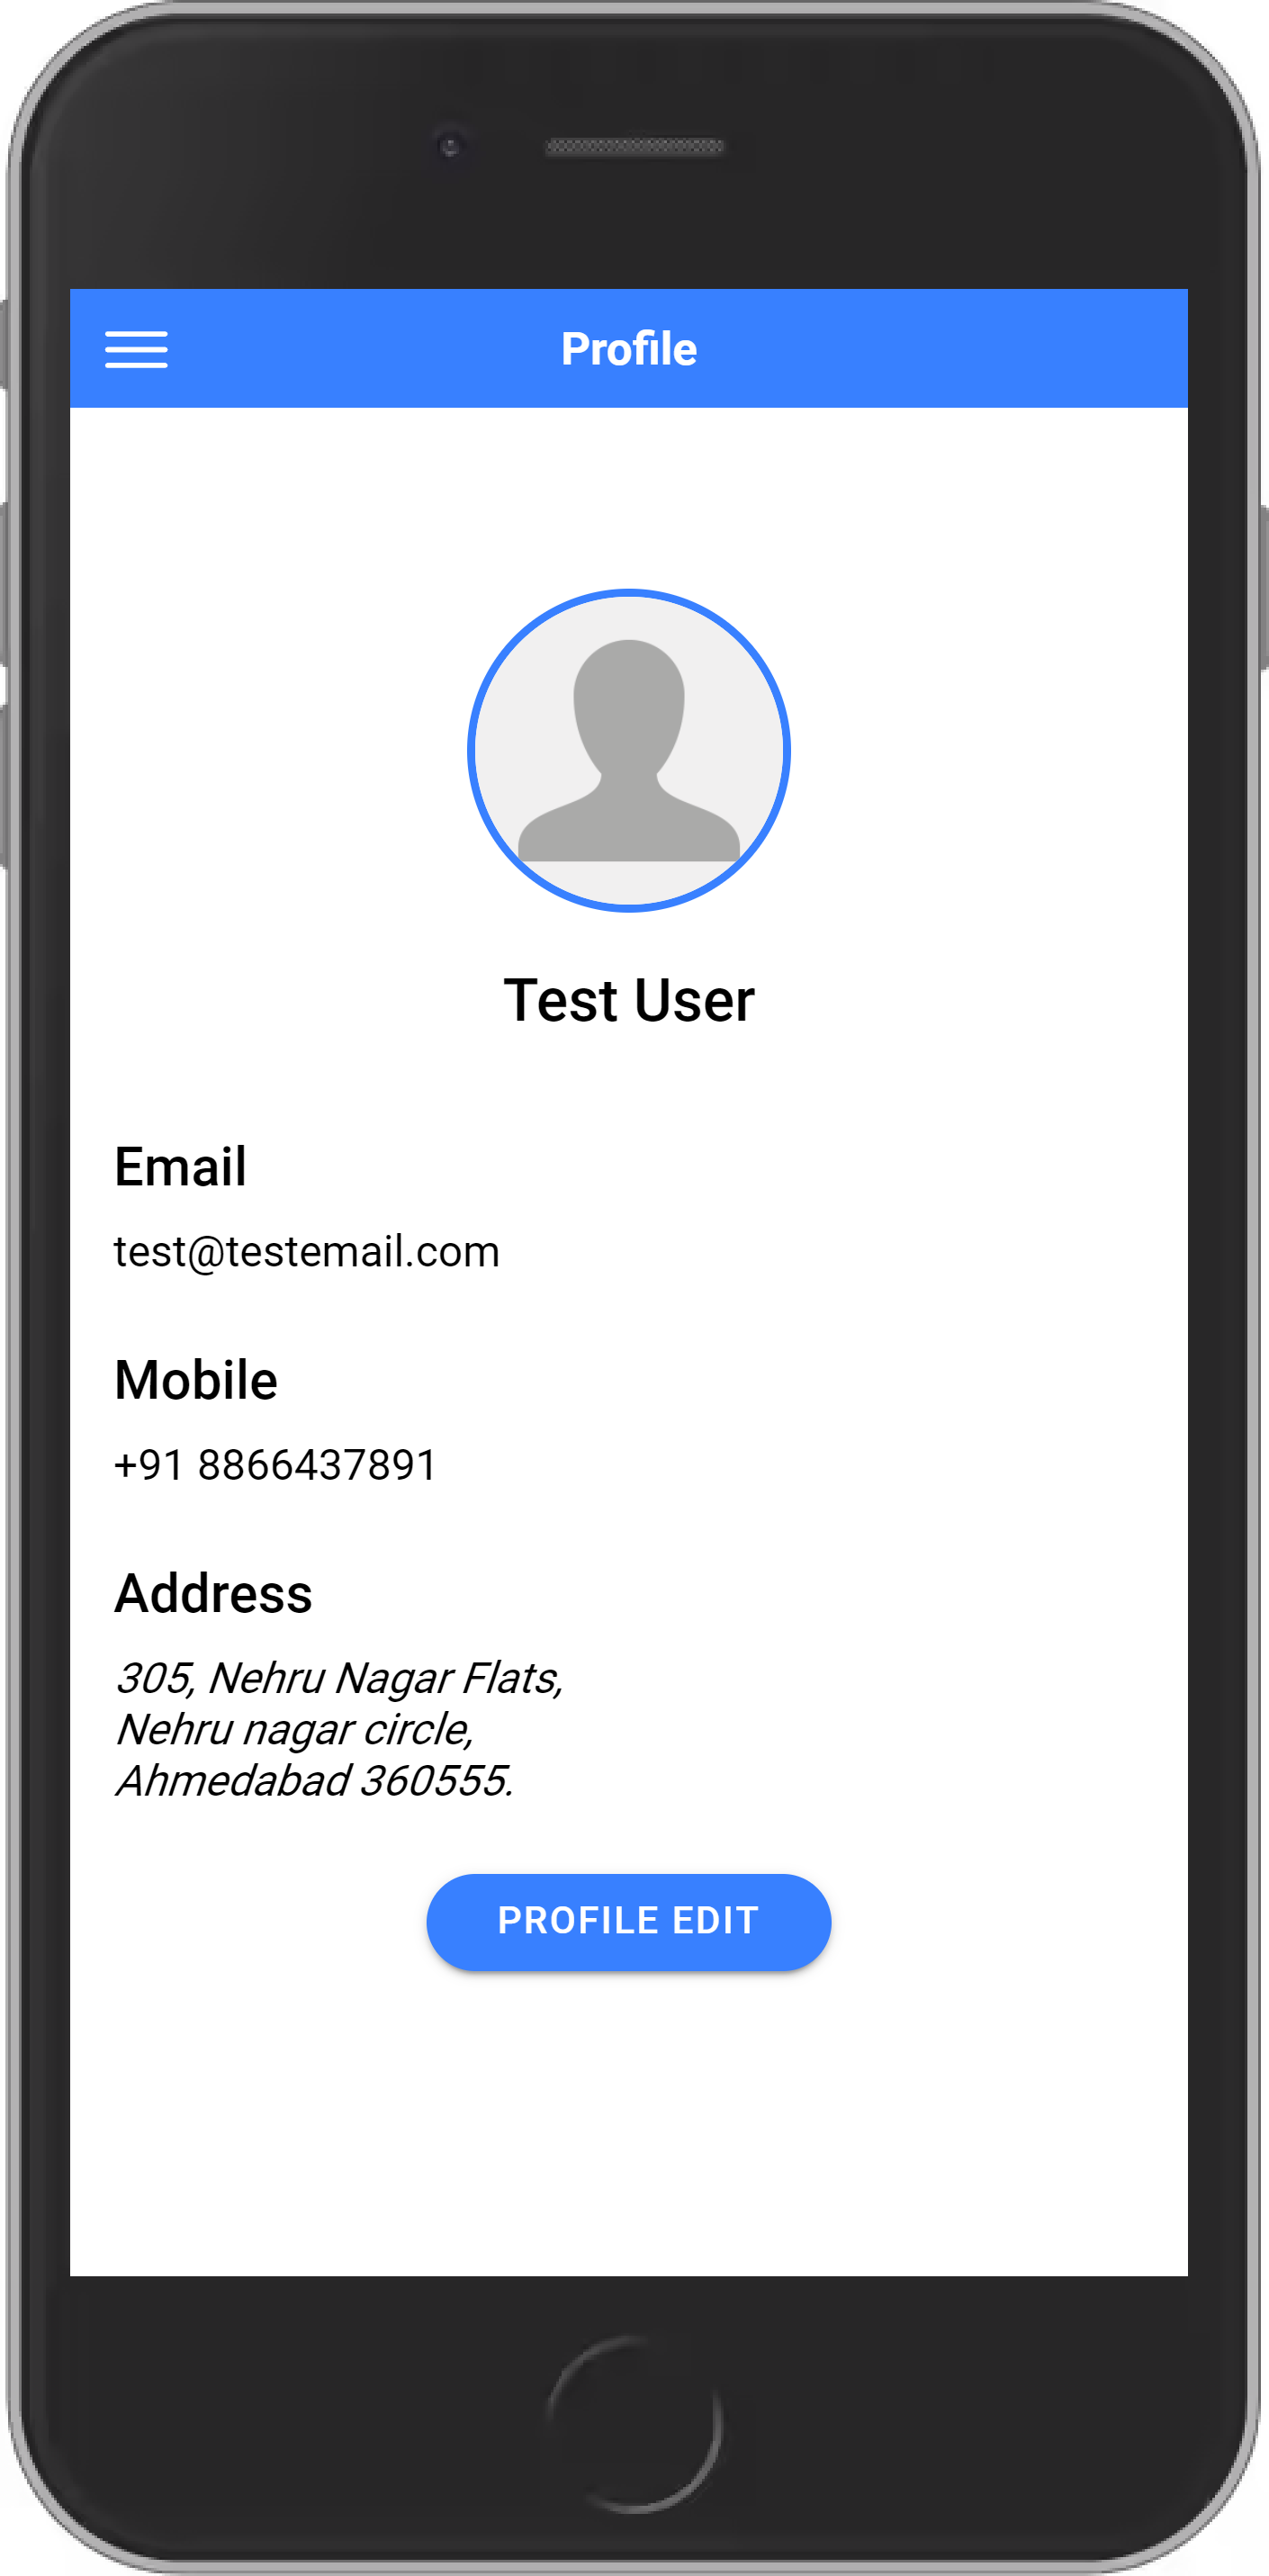 Profile
Test User
Email
test@testemail.com
Mobile
+91 8866437891
Address
305, Nehru Nagar Flats,
Nehru nagar circle,
Ahmedabad 360555.
PROFILE EDIT